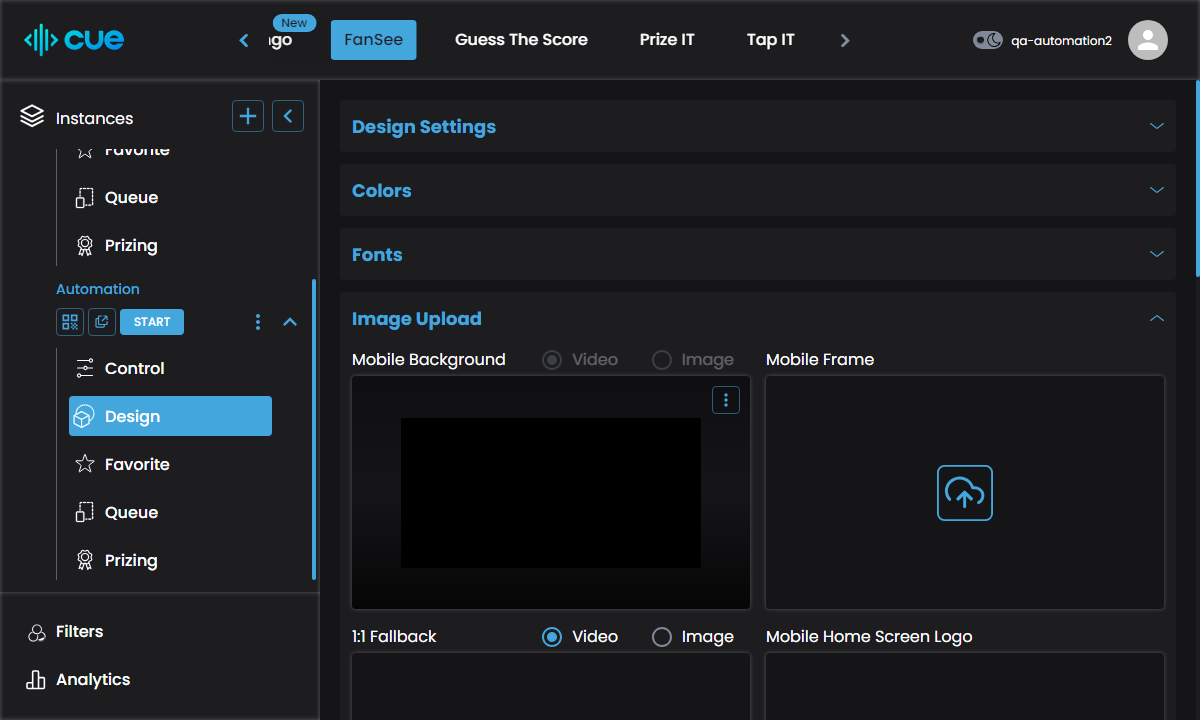 cue
New
FanSee
Guess The Score
Prize IT
Tap IT
qa-automation2
Instances
Favorite
Queue
Prizing
Automation
START
Control
Design
Favorite
Queue
Prizing
Filters
Analytics
Design Settings
Colors
Fonts
Image Upload
Mobile Background
Video
Image
Mobile Frame
1:1 Fallback
Video
Image
Mobile Home Screen Logo